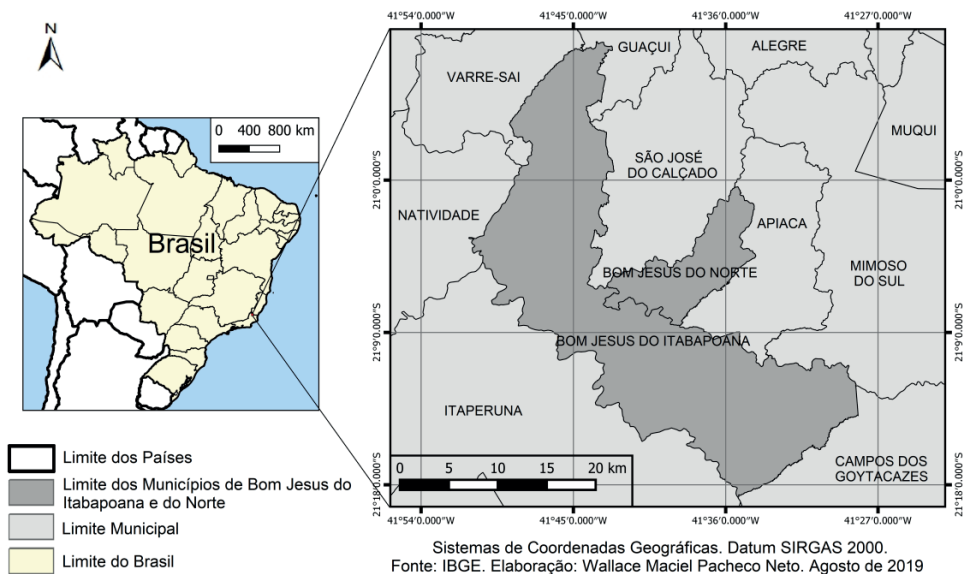 N
0 400 800 km
Brasil
Limite dos Países
Limite dos Municípios de Bom Jesus do
Itabapoana e do Norte
Limite Municipal
Limite do Brasil
41°54'0.000"W 41°45'0.000"W 41°36'0.000"W 41°27'0.000"W
GUAÇUI
ALEGRE
VARRE-SAI
MUQUI
SÃO JOSÉ
DO CALÇADO
21°0'0.000"S 21°0'0.000"S
NATIVIDADE
APIACA
BOM JESUS DO NORTE
MIMOSO
DO SUL
21°9'0.000"S 21°9'0.000"S
BOM JESUS DO ITABAPOANA
ITAPERUNA
CAMPOS DOS
GOYTACAZES
0 5 10 15 20 km
21°18'0.000"S 21°18'0.000"S
41°54'0.000"W 41°45'0.000"W 41°36'0.000"W 41°27'0.000"W
Sistemas de Coordenadas Geográficas. Datum SIRGAS 2000.
Fonte: IBGE. Elaboração: Wallace Maciel Pacheco Neto. Agosto de 2019